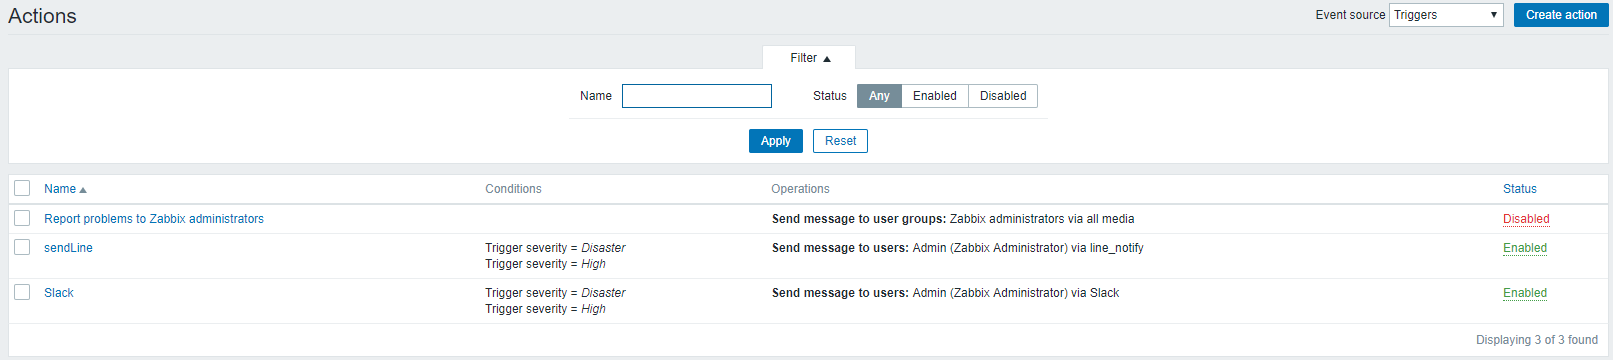 Actions
Event source Triggers Create action
Filter
Name Status Any Enabled Disabled
Apply Reset
Name Conditions Operations Status
Report problems to Zabbix administrators Send message to user groups: Zabbix administrators via all media Disabled
sendLine Trigger severity = Disaster Send message to users: Admin (Zabbix Administrator) via line_notify Enabled
Trigger severity = High
Slack Trigger severity = Disaster Send message to users: Admin (Zabbix Administrator) via Slack Enabled
Trigger severity = High
Displaying 3 of 3 found